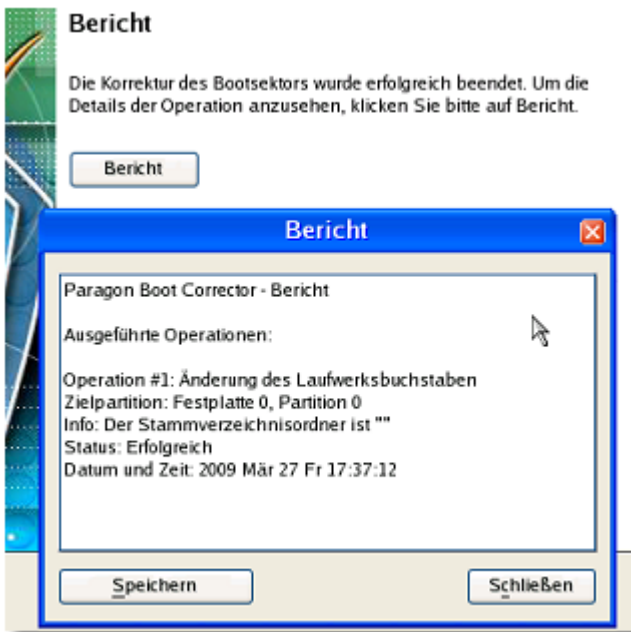 Bericht
Die Korrektur des Bootsektors wurde erfolgreich beendet. Um die
Details der Operation anzusehen, klicken Sie bitte auf Bericht.
Bericht
Bericht
Paragon Boot Corrector - Bericht
Ausgeführte Operationen:
Operation #1: Änderung des Laufwerksbuchstaben
Zielpartition: Festplatte 0, Partition 0
Info: Der Stammverzeichnisordner ist ""
Status: Erfolgreich
Datum und Zeit: 2009 Mär 27 Fr 17:37:12
Speichern
Schließen